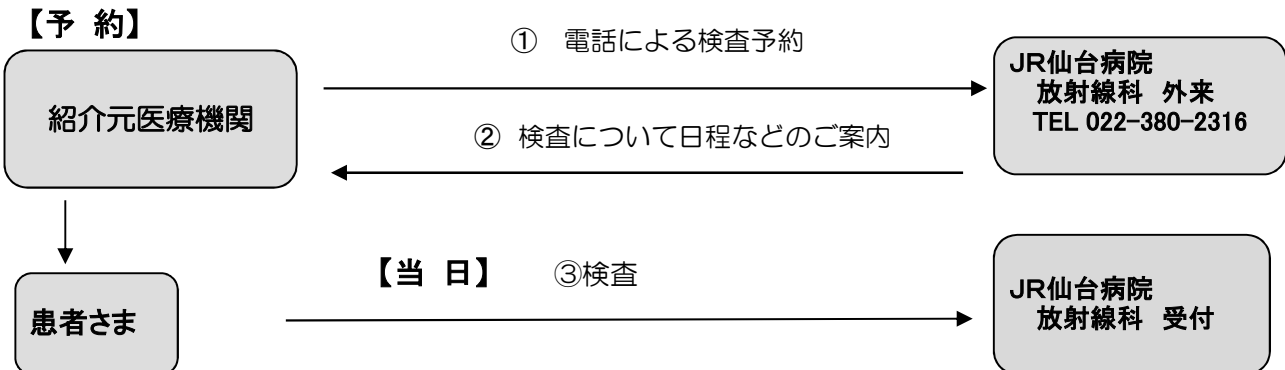 【予 約】
① 電話による検査予約
JR仙台病院
放射線科 外来
TEL 022-380-2316
紹介元医療機関
② 検査について日程などのご案内
【当 日】 ③検査
JR仙台病院
放射線科 受付
患者さま